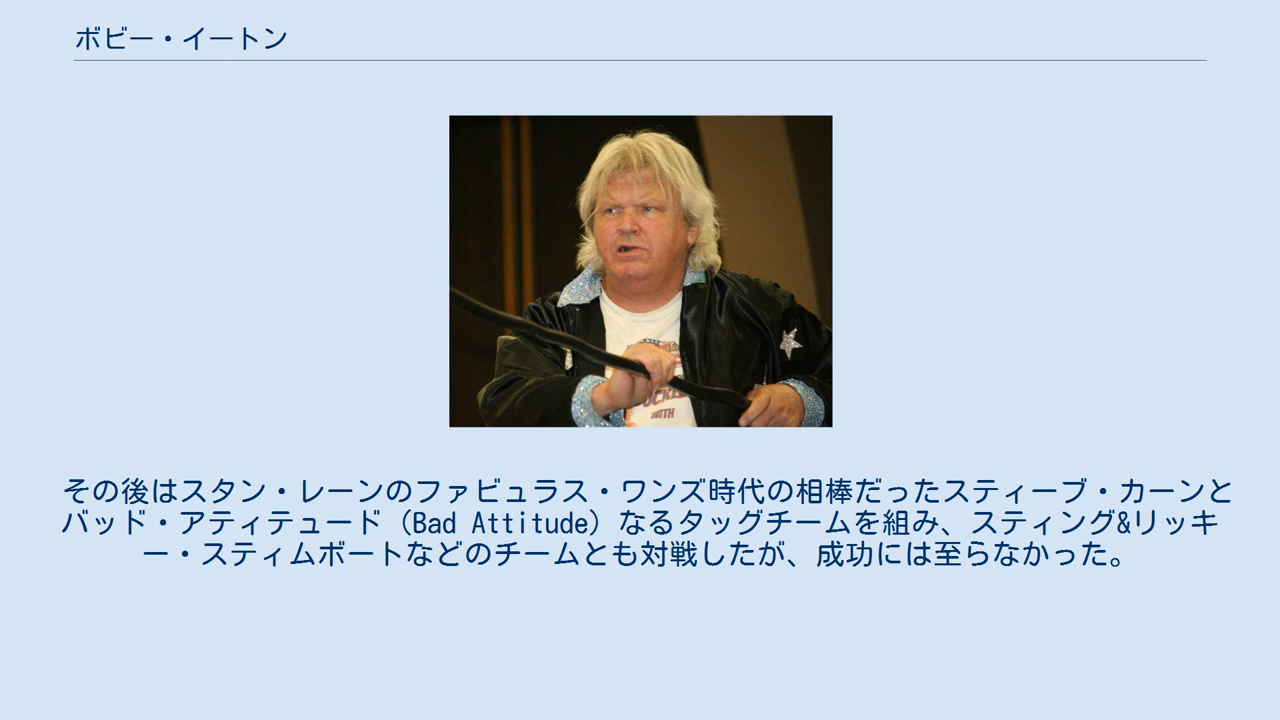 ボビー・イートン
WITH
その後はスタン・レーンのファビュラス・ワンズ時代の相棒だったスティーブ・カーンと
バッド・アティテュード（Bad Attitude）なるタッグチームを組み、スティング&リッキ
ー・スティムボートなどのチームとも対戦したが、成功には至らなかった。